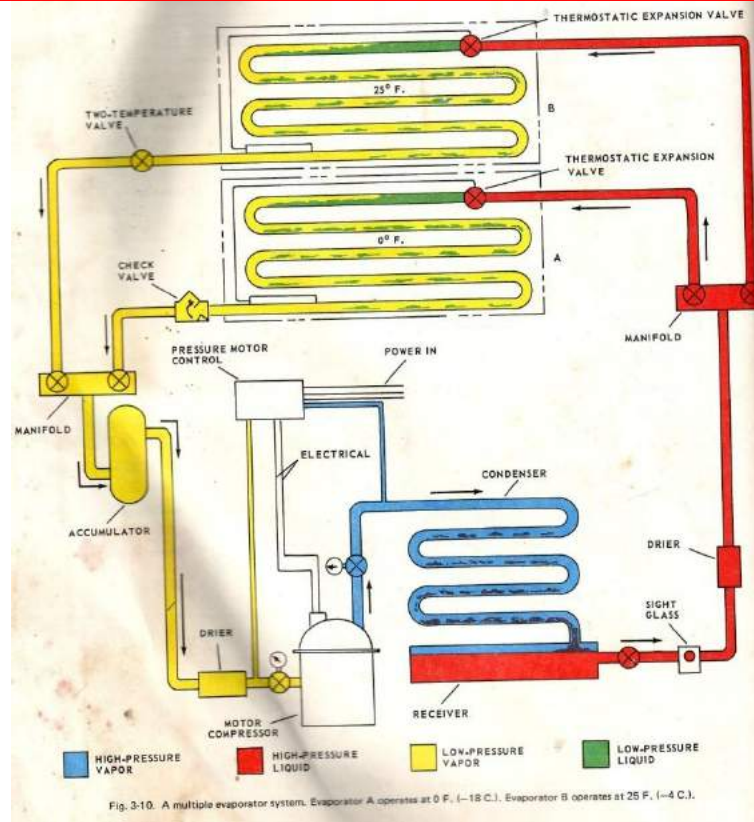 THERMOSTATIC EXPANSION VALVE
25° F.
B
TWO-TEMPERATURE
VALVE
THERMOSTATIC EXPANSION
VALVE
0° F.
A
CHECK
VALVE
MANIFOLD
PRESSURE MOTOR
CONTROL
POWER IN
MANIFOLD
ELECTRICAL
CONDENSER
ACCUMULATOR
DRIER
SIGHT
GLASS
DRIER
RECEIVER
MOTOR
COMPRESSOR
HIGH-PRESSURE
VAPOR
HIGH-PRESSURE
LIQUID
LOW-PRESSURE
VAPOR
LOW-PRESSURE
LIQUID
Fig. 3-10. A multiple evaporator system. Evaporator A operates at 0 F. (−18 C.). Evaporator B operates at 25 F. (−4 C.).